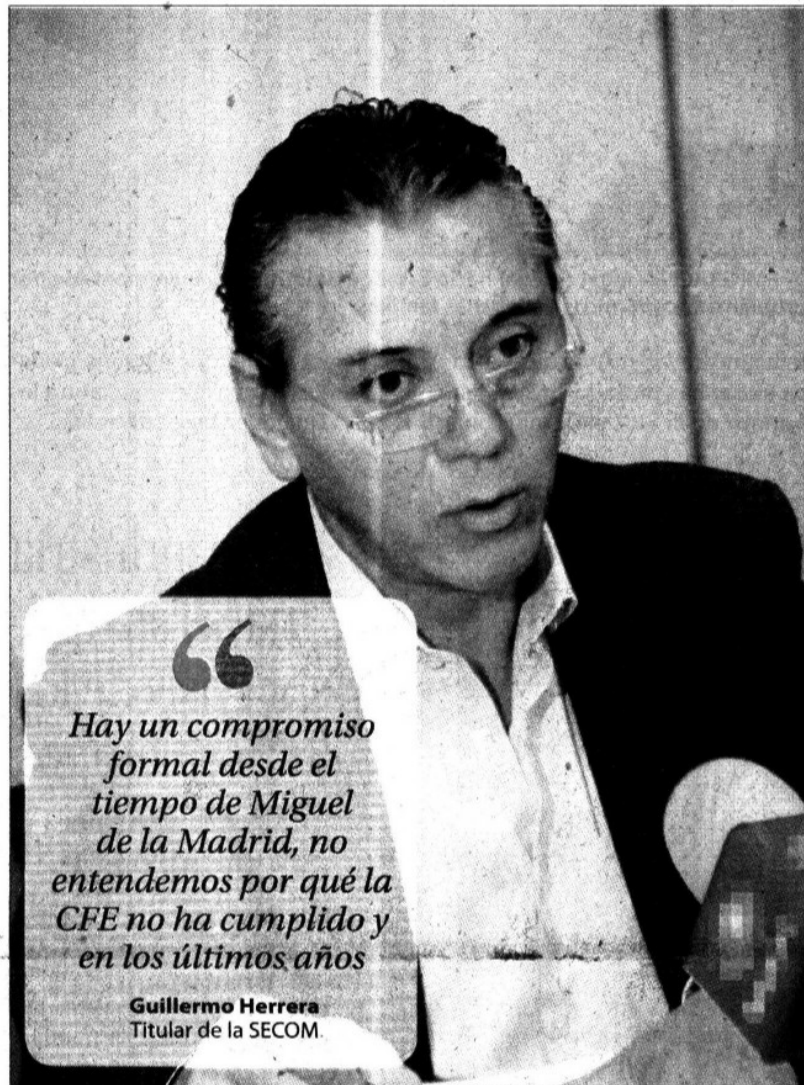 “
Hay un compromiso
formal desde el
tiempo de Miguel
de la Madrid, no
entendemos por qué la
CFE no ha cumplido y
en los últimos años
Guillermo Herrera
Titular de la SECOM.